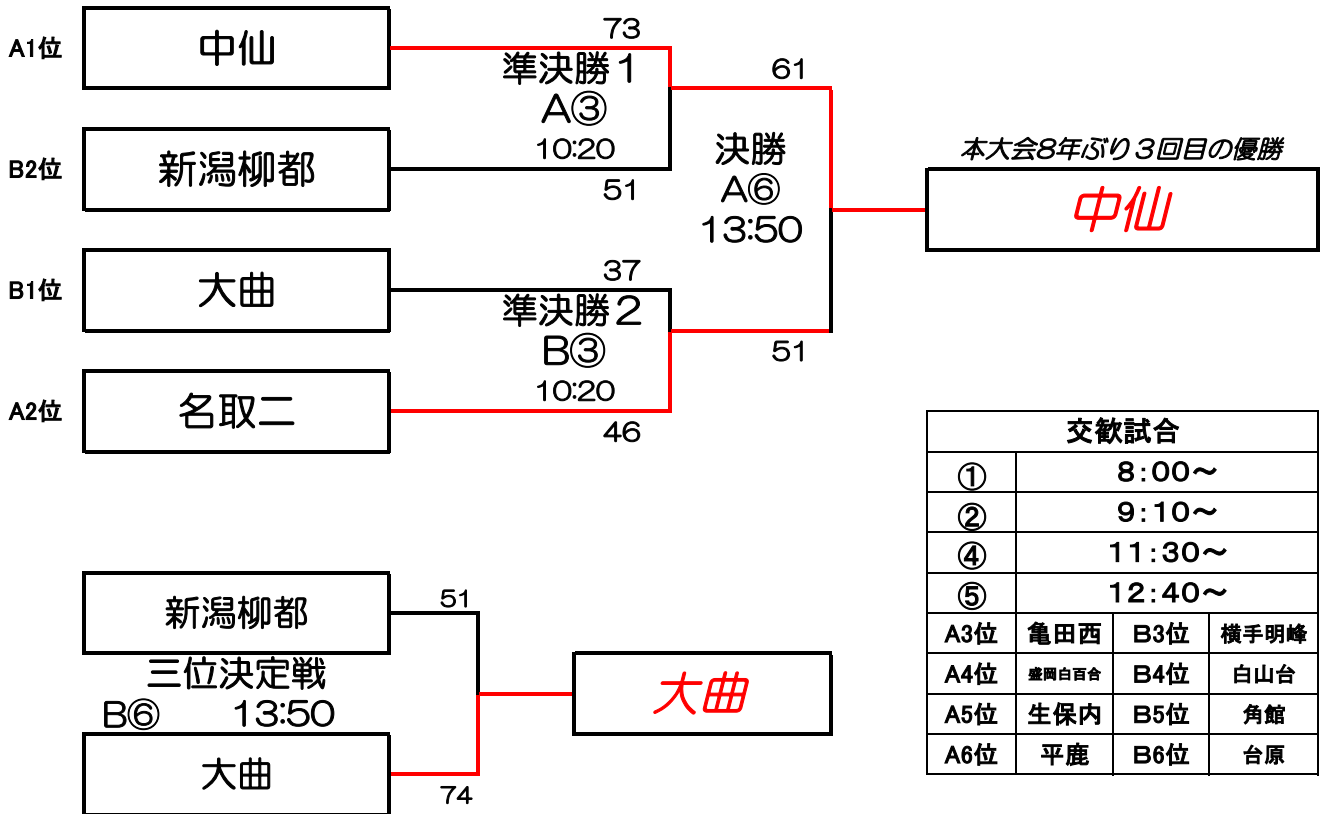 A1位
中仙
73
準決勝１
A③
10:20
B2位
新潟柳都
51
61
決勝
A⑥
13:50
本大会8年ぶり３回目の優勝
中仙
B1位
大曲
37
準決勝２
B③
10:20
A2位
名取二
46
51
新潟柳都
51
三位決定戦
B⑥ 13:50
大曲
74
大曲
交歓試合
① 8:00～
② 9:10～
④ 11:30～
⑤ 12:40～
A3位 亀田西 B3位 横手明峰
A4位 盛岡白百合 B4位 白山台
A5位 生保内 B5位 角館
A6位 平鹿 B6位 台原